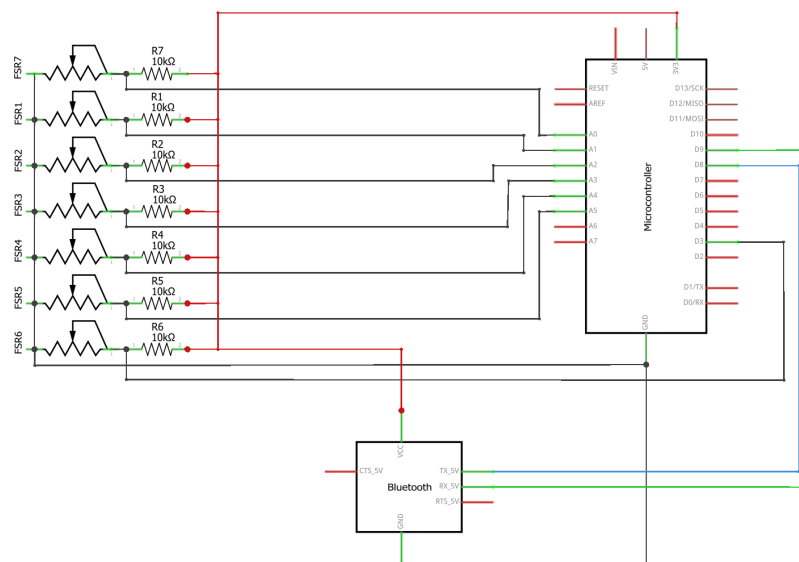 FSR7
R7
10kΩ
FSR1
R1
10kΩ
FSR2
R2
10kΩ
FSR3
R3
10kΩ
FSR4
R4
10kΩ
FSR5
R5
10kΩ
FSR6
R6
10kΩ
VIN
5V
3V3
RESET
AREF
A0
A1
A2
A3
A4
A5
A6
A7
Microcontroller
D13/SCK
D12/MISO
D11/MOSI
D10
D9
D8
D7
D6
D5
D4
D3
D2
D1/TX
D0/RX
GND
VCC
CTS_5V
Bluetooth
TX_5V
RX_5V
RTS_5V
GND